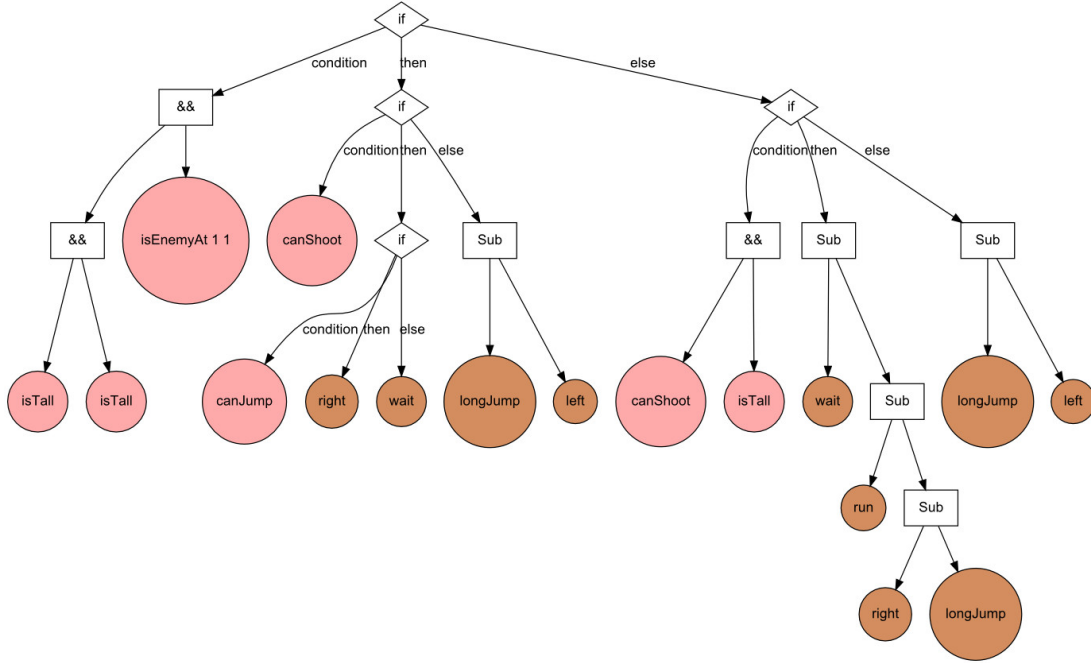 if
condition
then
else
&&
if
if
condition
then
else
condition
then
else
&&
isEnemyAt 1 1
canShoot
if
Sub
&&
Sub
Sub
condition
then
else
isTall
isTall
canJump
right
wait
longJump
left
canShoot
isTall
wait
Sub
longJump
left
run
Sub
right
longJump